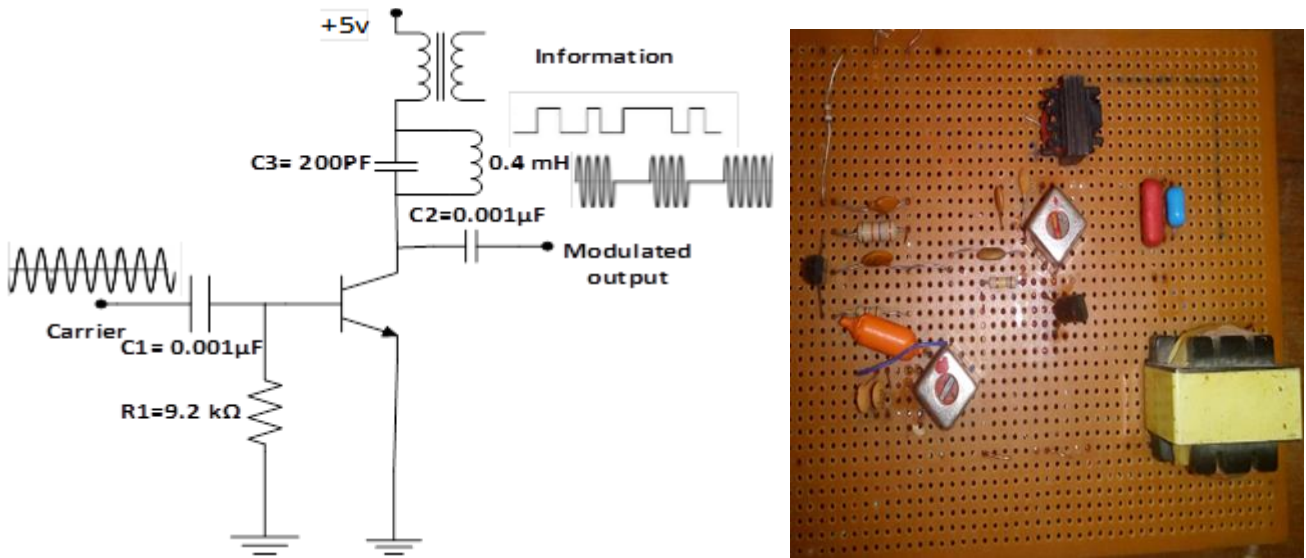 +5v
Information
C3= 200PF
0.4 mH
C2=0.001µF
Modulated
output
Carrier
C1= 0.001µF
R1=9.2 kΩ